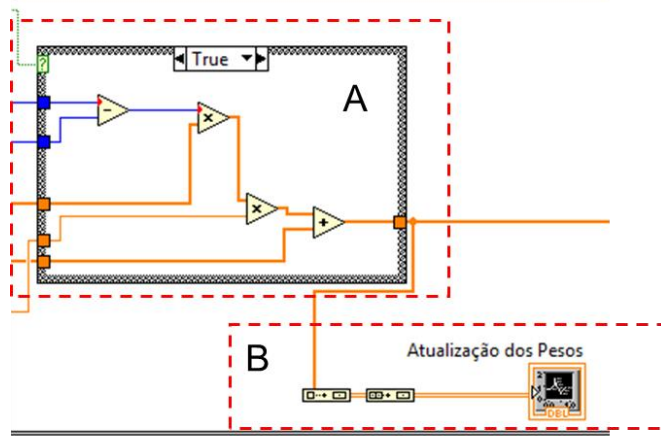 ?
True
A
-
x
x
+
B
Atualização dos Pesos
DBL